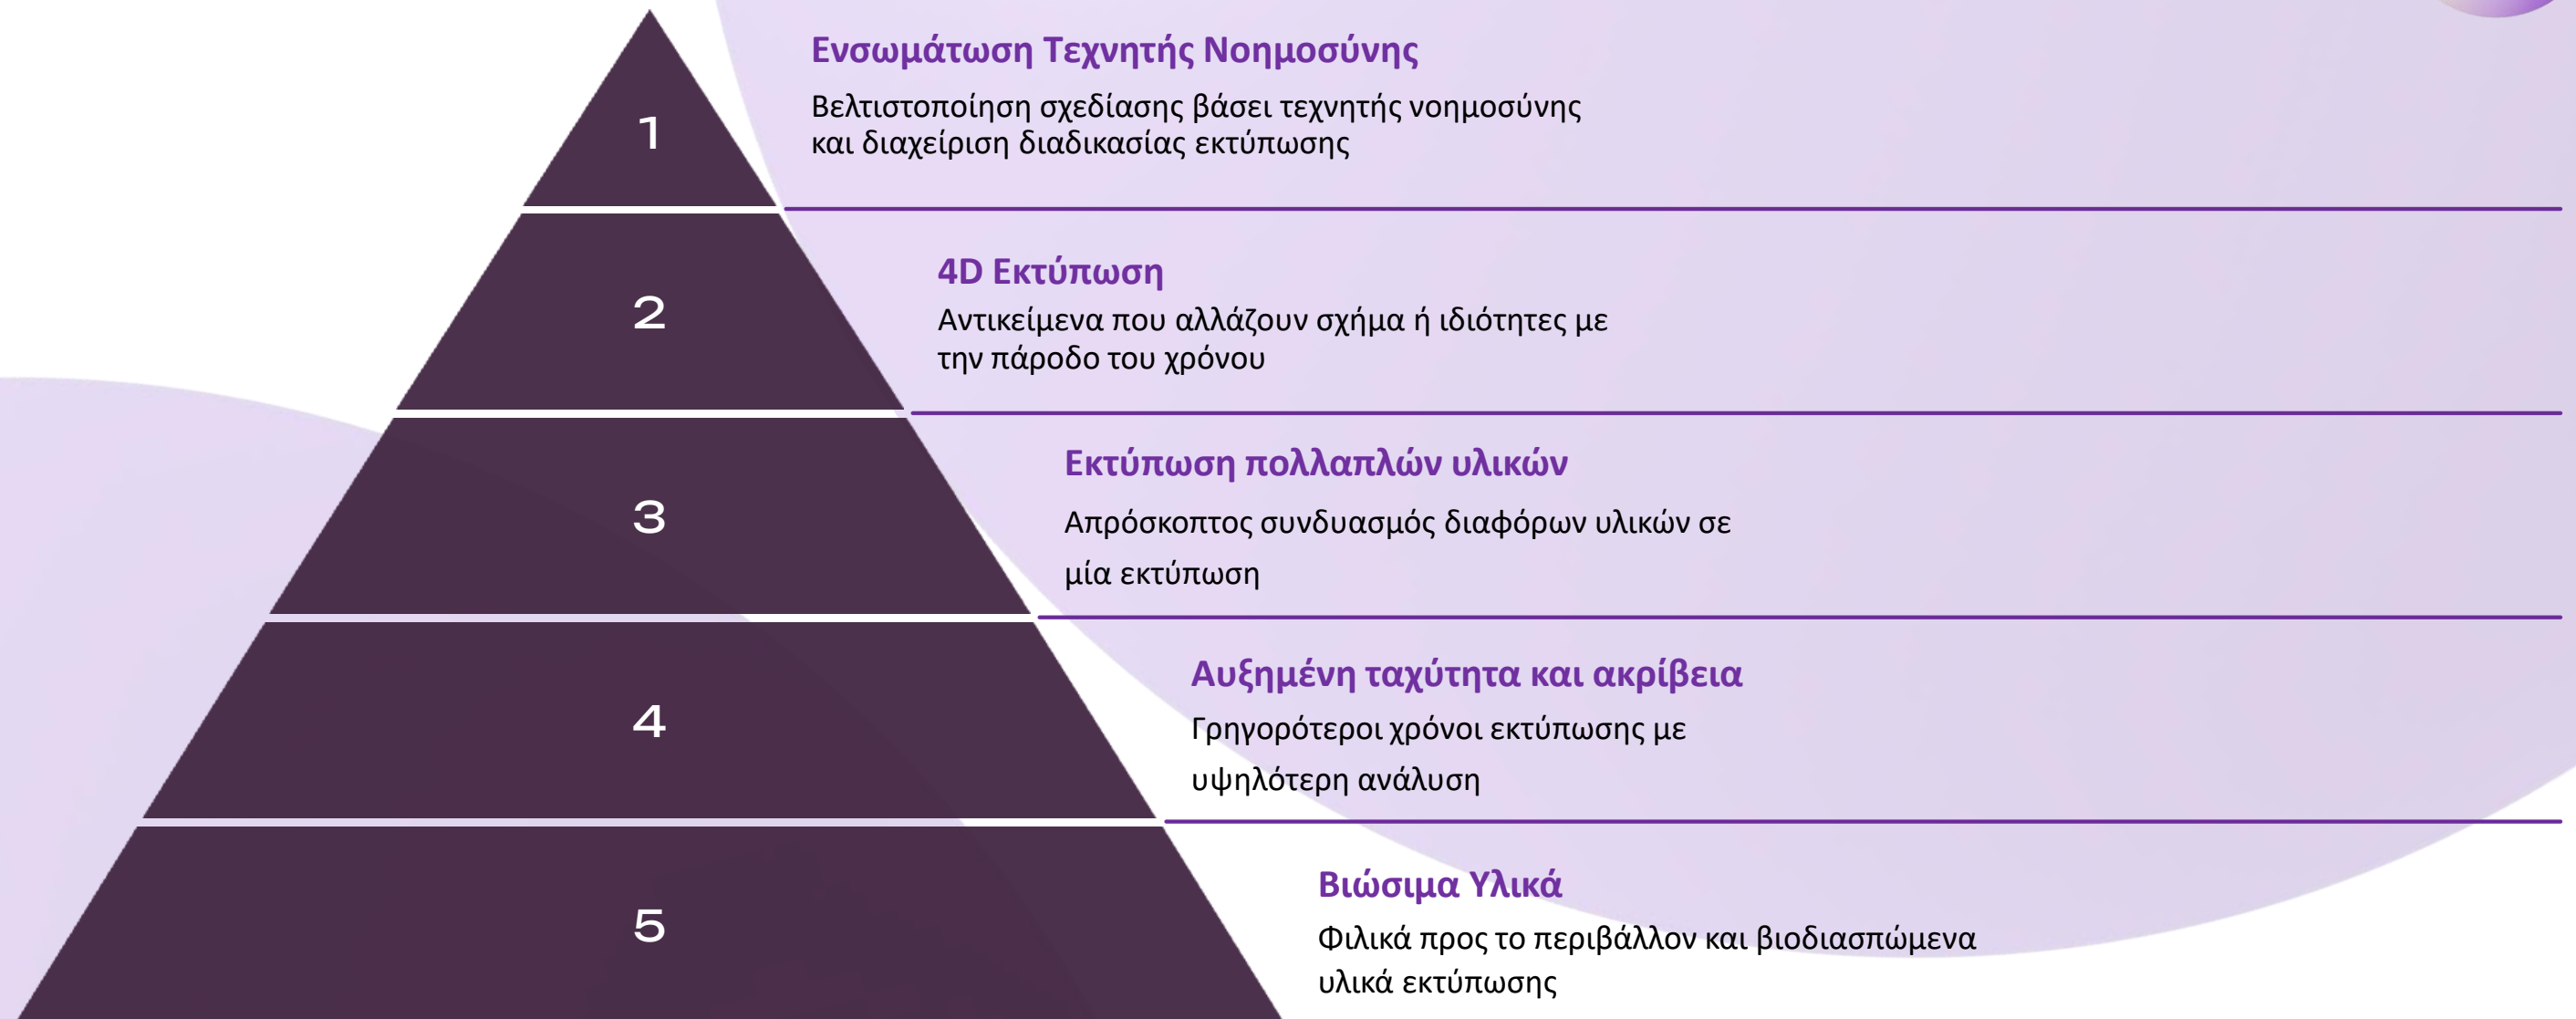 1
Ενσωμάτωση Τεχνητής Νοημοσύνης
Βελτιστοποίηση σχεδίασης βάσει τεχνητής νοημοσύνης
και διαχείριση διαδικασίας εκτύπωσης
2
4D Εκτύπωση
Αντικείμενα που αλλάζουν σχήμα ή ιδιότητες με
την πάροδο του χρόνου
3
Εκτύπωση πολλαπλών υλικών
Απρόσκοπτος συνδυασμός διαφόρων υλικών σε
μία εκτύπωση
4
Αυξημένη ταχύτητα και ακρίβεια
Γρηγορότεροι χρόνοι εκτύπωσης με
υψηλότερη ανάλυση
5
Βιώσιμα Υλικά
Φιλικά προς το περιβάλλον και βιοδιασπώμενα
υλικά εκτύπωσης